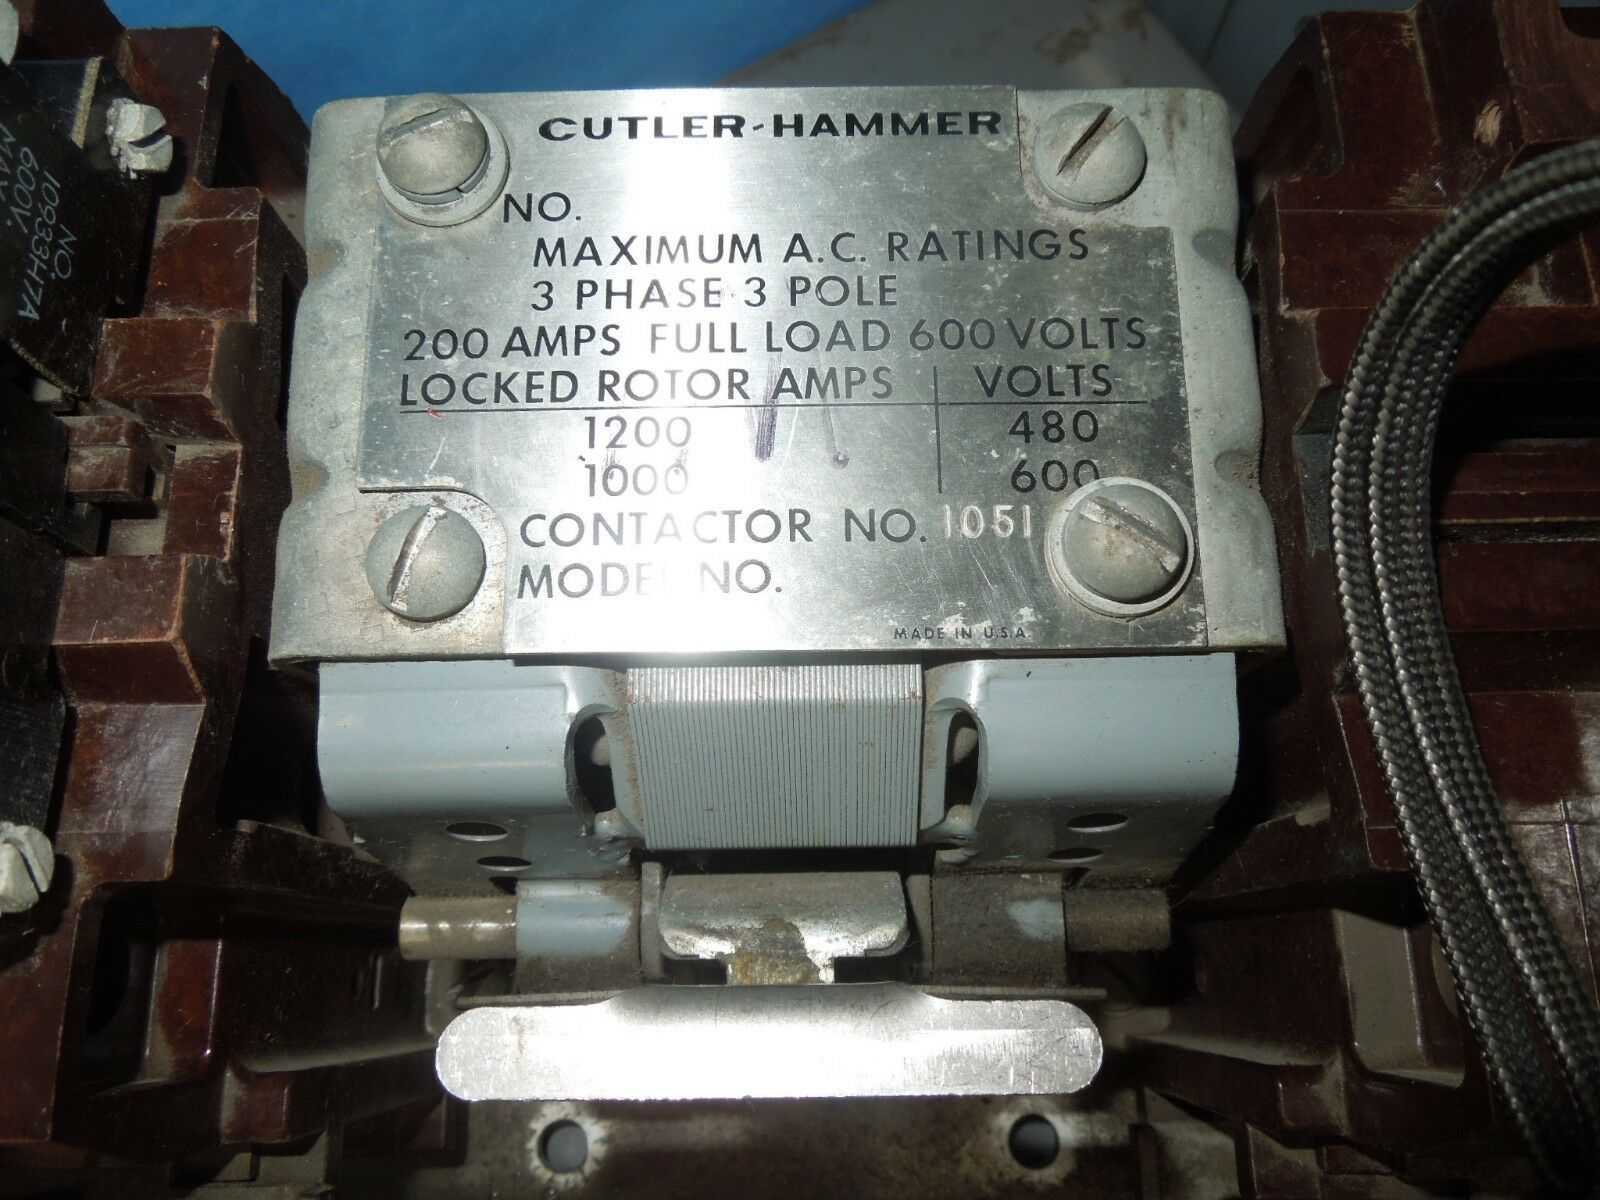 CUTLER-HAMMER
NO.
MAXIMUM A.C. RATINGS
3 PHASE 3 POLE
200 AMPS FULL LOAD 600 VOLTS
LOCKED ROTOR AMPS VOLTS
1200 480
1000 600
CONTACTOR NO. 1051
MODEL NO.
MADE IN U.S.A.
NO.
10933H7A
600V.
MAX.